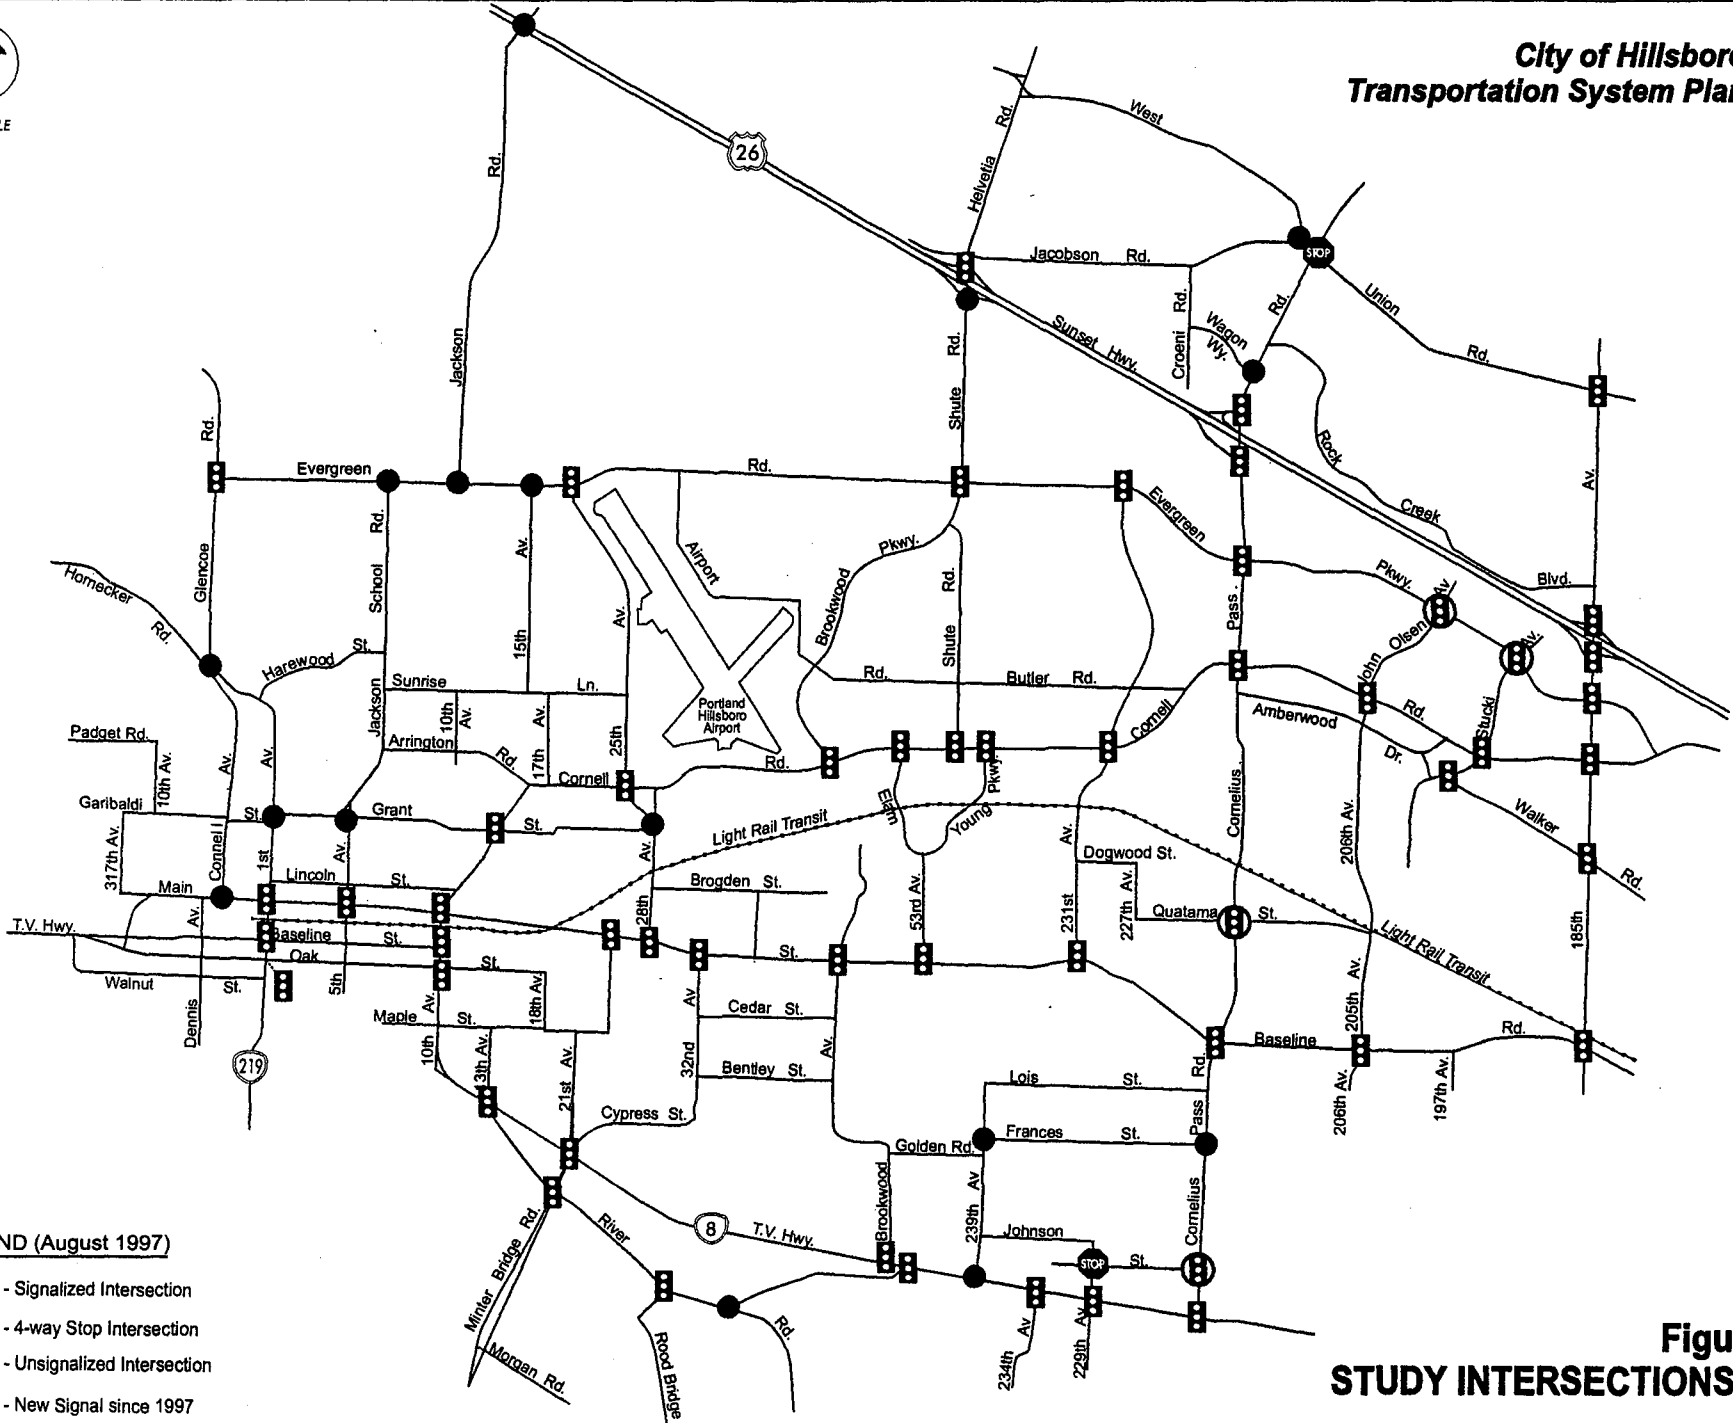 City of Hillsboro
Transportation System Plan
LE
26
Rd.
Helvetia Rd.
West
Jacobson Rd.
STOP
Union Rd.
Croeni Rd.
Wagon Wy.
Rd.
Sunset Hwy.
Jackson
Shute Rd.
Rock Creek Blvd.
Av.
Rd.
Evergreen
Rd.
Evergreen
Pkwy.
Glencoe
School Rd.
15th Av.
Av.
Airport
Brookwood Pkwy.
Shute Rd.
Pass
John Olsen Av
Av.
Hornecker Rd.
Harewood St.
Sunrise Ln.
Rd.
Butler Rd.
Cornell
Rd.
Amberwood Dr.
Stucki
Portland
Hillsboro
Airport
Padget Rd.
10th Av.
Av.
Av.
Jackson
Arrington Rd.
10th Av.
17th Av.
25th
Cornell
Rd.
Pkwy.
Elam Young
Cornelius
206th Av.
Walker Rd.
Garibaldi
St.
Grant
St.
Light Rail Transit
317th Av.
Connell
1st
Av.
Av.
Av.
Dogwood St.
Main
Lincoln St.
Brogden St.
28th
53rd Av.
231st
227th Av.
Quatama St.
Light Rail Transit
185th
T.V. Hwy.
Av.
Baseline St.
Oak
St.
St.
Walnut St.
Dennis
5th
Av.
18th Av.
Maple St.
Cedar St.
Av
Av.
205th Av.
Baseline
Rd.
219
10th
13th Av.
21st Av.
32nd
Bentley St.
Rd.
206th Av.
197th Av.
Cypress St.
Lois St.
Pass
Golden Rd.
Frances St.
Brookwood
239th Av
Cornelius
ND (August 1997)
- Signalized Intersection
- 4-way Stop Intersection
- Unsignalized Intersection
- New Signal since 1997
Minter Bridge Rd.
River
8
T.V. Hwy.
Johnson
STOP
St.
Rd.
Morgan Rd.
Rood Bridge
234th Av
229th Av
Figu
STUDY INTERSECTIONS